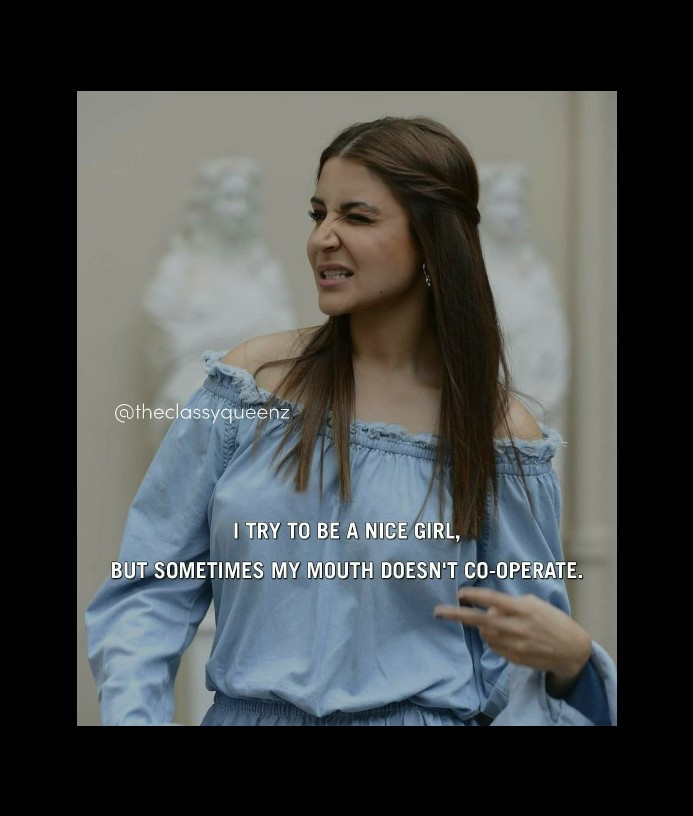 @theclassyqueenz
I TRY TO BE A NICE GIRL,
BUT SOMETIMES MY MOUTH DOESN'T CO-OPERATE.